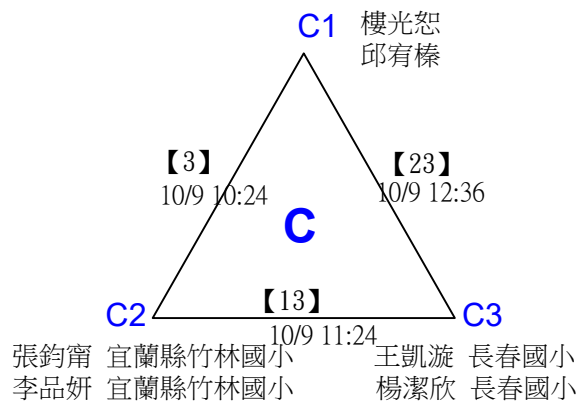 C1 樓光恕
邱宥榛
【3】
10/9 10:24
【23】
10/9 12:36
C
C2
【13】
10/9 11:24
C3
張鈞甯 宜蘭縣竹林國小
李品妍 宜蘭縣竹林國小
王凱漩 長春國小
楊潔欣 長春國小